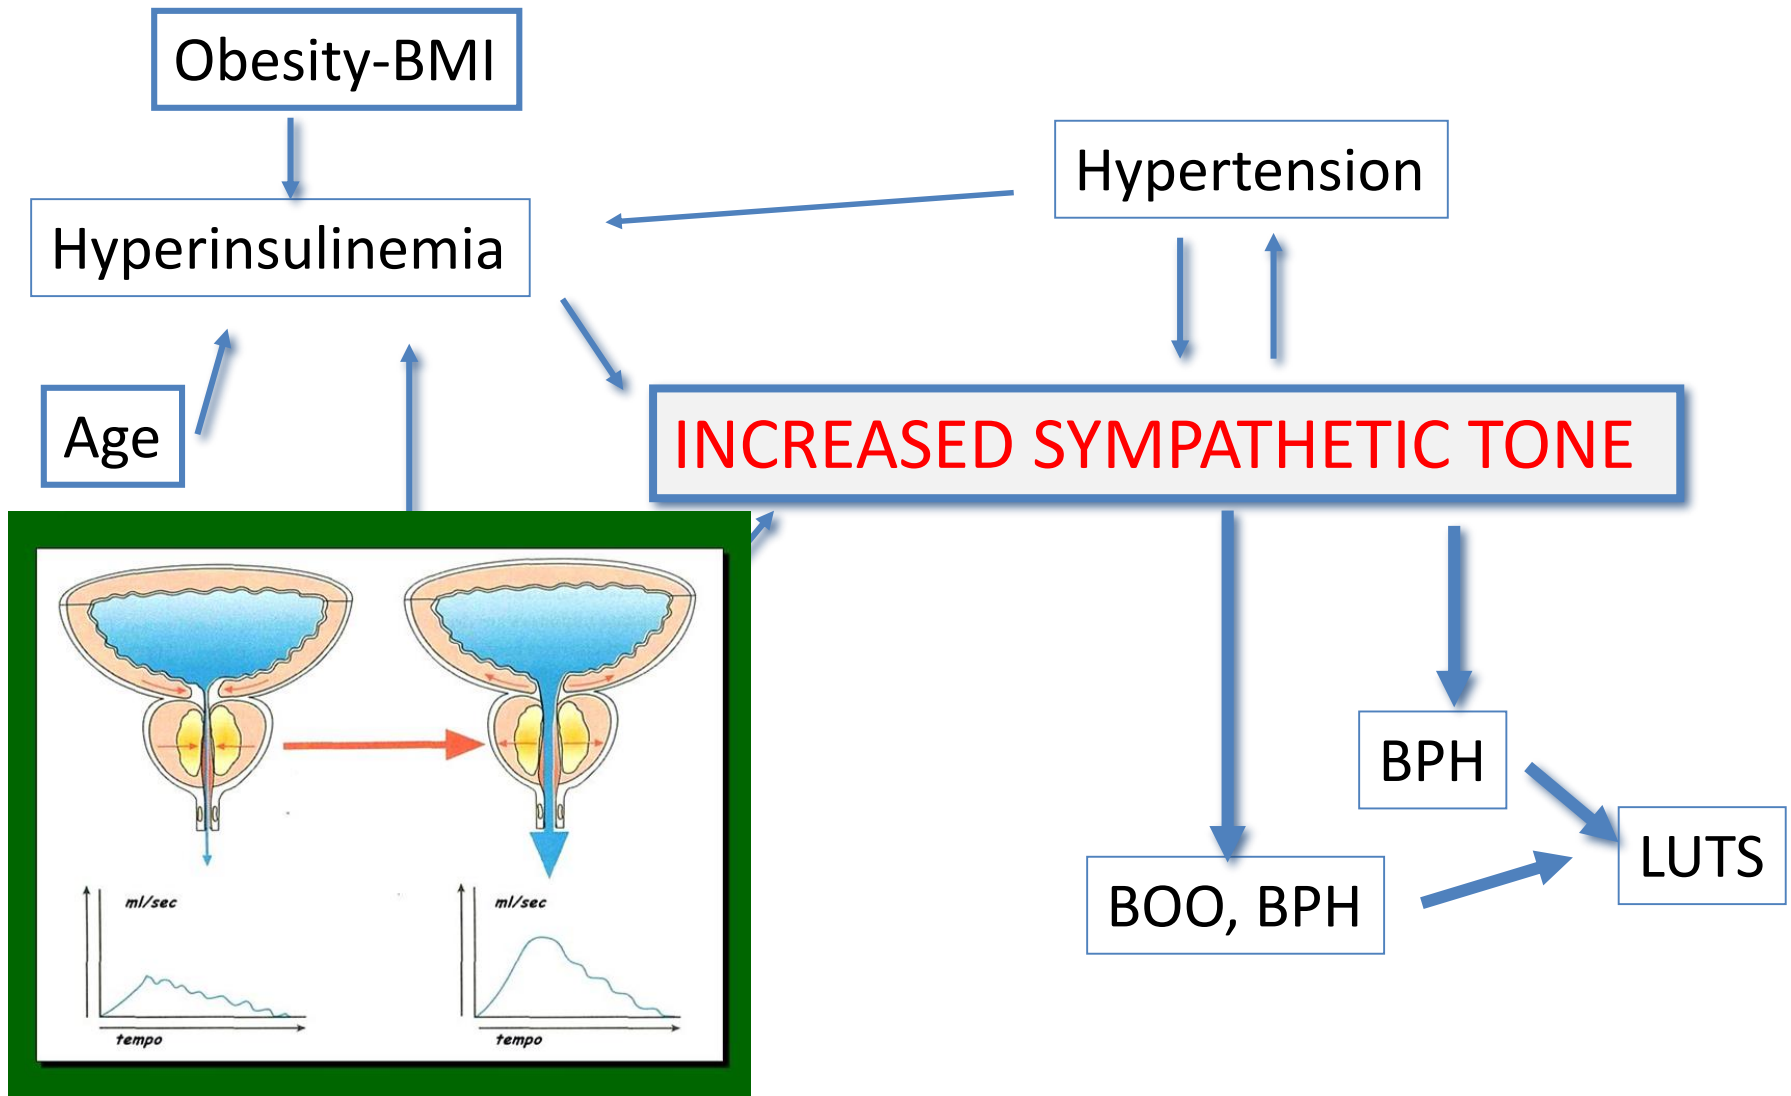 Obesity-BMI
Hypertension
Hyperinsulinemia
Age
INCREASED SYMPATHETIC TONE
BPH
LUTS
BOO, BPH
ml/sec
ml/sec
tempo
tempo